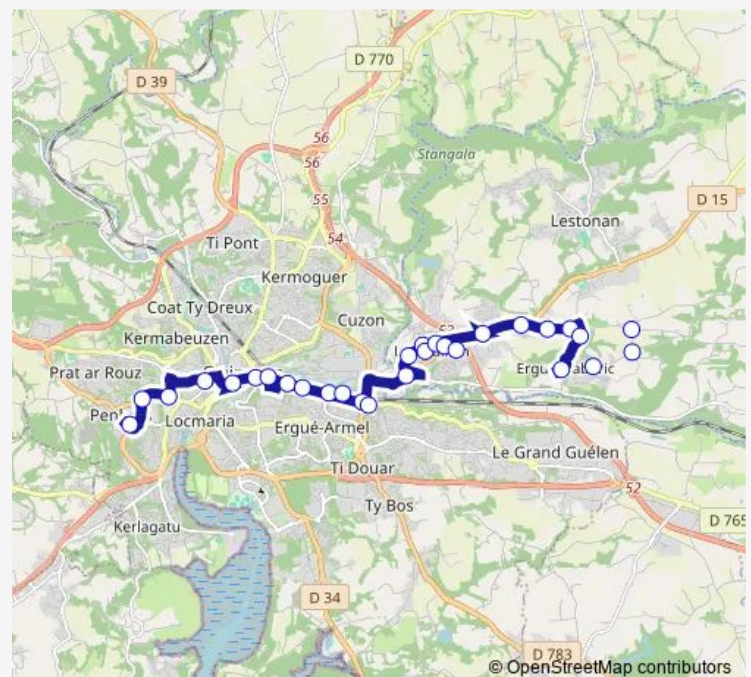 D 770
D 39
56
56
Stangala
D 15
55
Lestonan
54
Ti Pont
Kermoguer
Coat Ty Dreux
Cuzon
Kermabeuzen
Prat ar Rouz
Locmaria
Ergué-Armel
Le Grand Guélen
Ti Douar
52
Ty Bos
D 765
Kerlagatu
D 34
D 783
© OpenStreetMap contributors